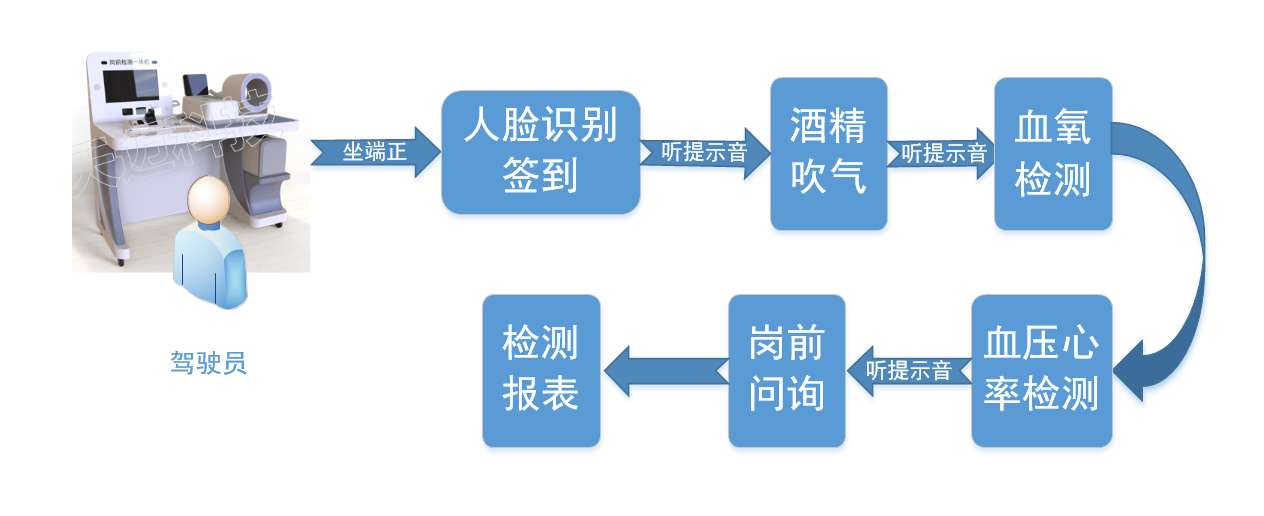 岗前检测一体机
坐端正
人脸识别
签到
听提示音
酒精
吹气
听提示音
血氧
检测
驾驶员
血压心
率检测
听提示音
岗前
问询
检测
报表